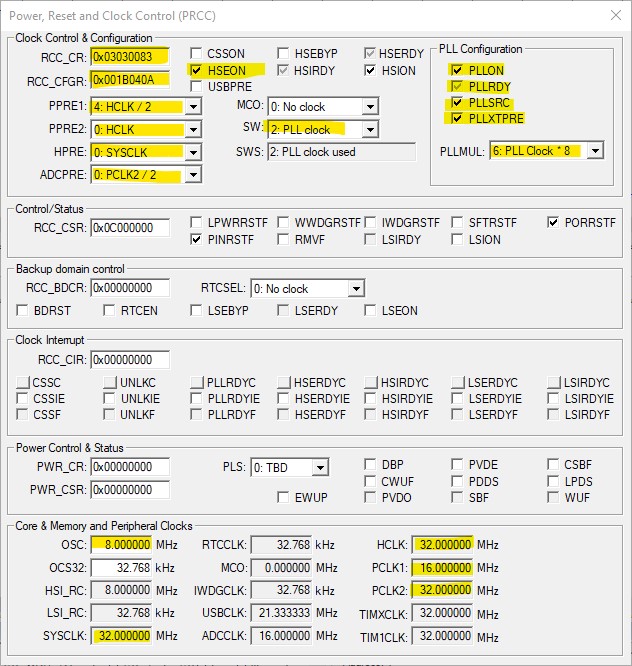 Power, Reset and Clock Control (PRCC)
Clock Control & Configuration
RCC_CR: 0x03030083 CSSON HSEBYP HSERDY
HSEON HSIRDY HSION
RCC_CFGR: 0x001B040A USBPRE
PPRE1: 4: HCLK / 2 MCO: 0: No clock
PPRE2: 0: HCLK SW: 2: PLL clock
HPRE: 0: SYSCLK SWS: 2: PLL clock used
ADCPRE: 0: PCLK2 / 2
PLL Configuration
PLLON
PLLRDY
PLLSRC
PLLXTPRE
PLLMUL: 6: PLL Clock * 8
Control/Status
RCC_CSR: 0x0C000000 LPWRRSTF WWDGRSTF IWDGRSTF SFTRSTF PORRSTF
PINRSTF RMVF LSIRDY LSION
Backup domain control
RCC_BDCR: 0x00000000 RTCSEL: 0: No clock
BDRST RTCEN LSEBYP LSERDY LSEON
Clock Interrupt
RCC_CIR: 0x00000000
CSSC UNLKC PLLRDYC HSERDYC HSIRDYC LSERDYC LSIRDYC
CSSIE UNLKIE PLLRDYIE HSERDYIE HSIRDYIE LSERDYIE LSIRDYIE
CSSF UNLKF PLLRDYF HSERDYF HSIRDYF LSERDYF LSIRDYF
Power Control & Status
PWR_CR: 0x00000000 PLS: 0: TBD DBP PVDE CSBF
CWUF PDDS LPDS
PWR_CSR: 0x00000000 EWUP PVDO SBF WUF
Core & Memory and Peripheral Clocks
OSC: 8.000000 MHz RTCCLK: 32.768 kHz HCLK: 32.000000 MHz
OCS32: 32.768 kHz MCO: 0.000000 MHz PCLK1: 16.000000 MHz
HSI_RC: 8.000000 MHz IWDGCLK: 32.768 kHz PCLK2: 32.000000 MHz
LSI_RC: 32.768 kHz USBCLK: 21.333333 MHz TIMXCLK: 32.000000 MHz
SYSCLK: 32.000000 MHz ADCCLK: 16.000000 MHz TIM1CLK: 32.000000 MHz